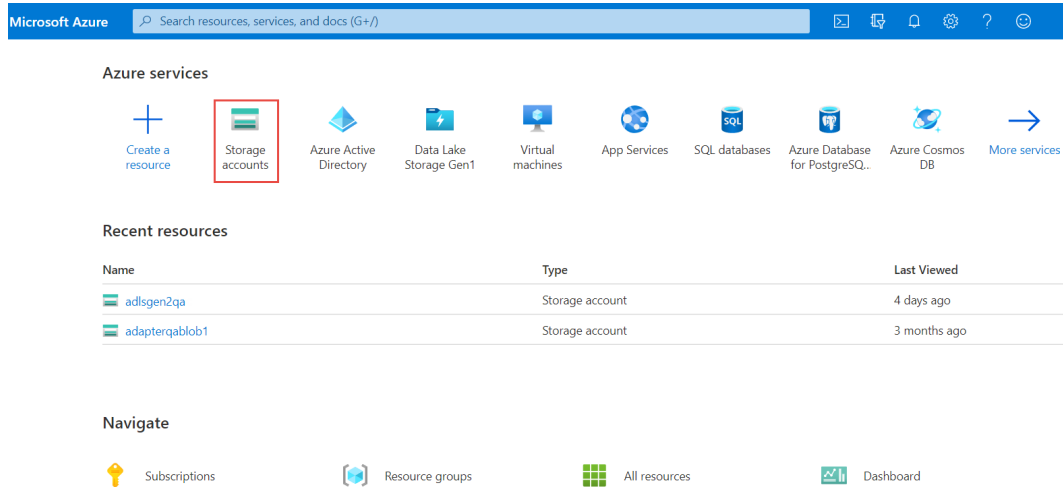 Microsoft Azure
Search resources, services, and docs (G+/)
Azure services
Create a resource
Storage accounts
Azure Active Directory
Data Lake Storage Gen1
Virtual machines
App Services
SQL
SQL databases
Azure Database for PostgreSQ...
Azure Cosmos DB
More services
Recent resources
Name Type Last Viewed
adlsgen2qa Storage account 4 days ago
adapterqablob1 Storage account 3 months ago
Navigate
Subscriptions Resource groups All resources Dashboard